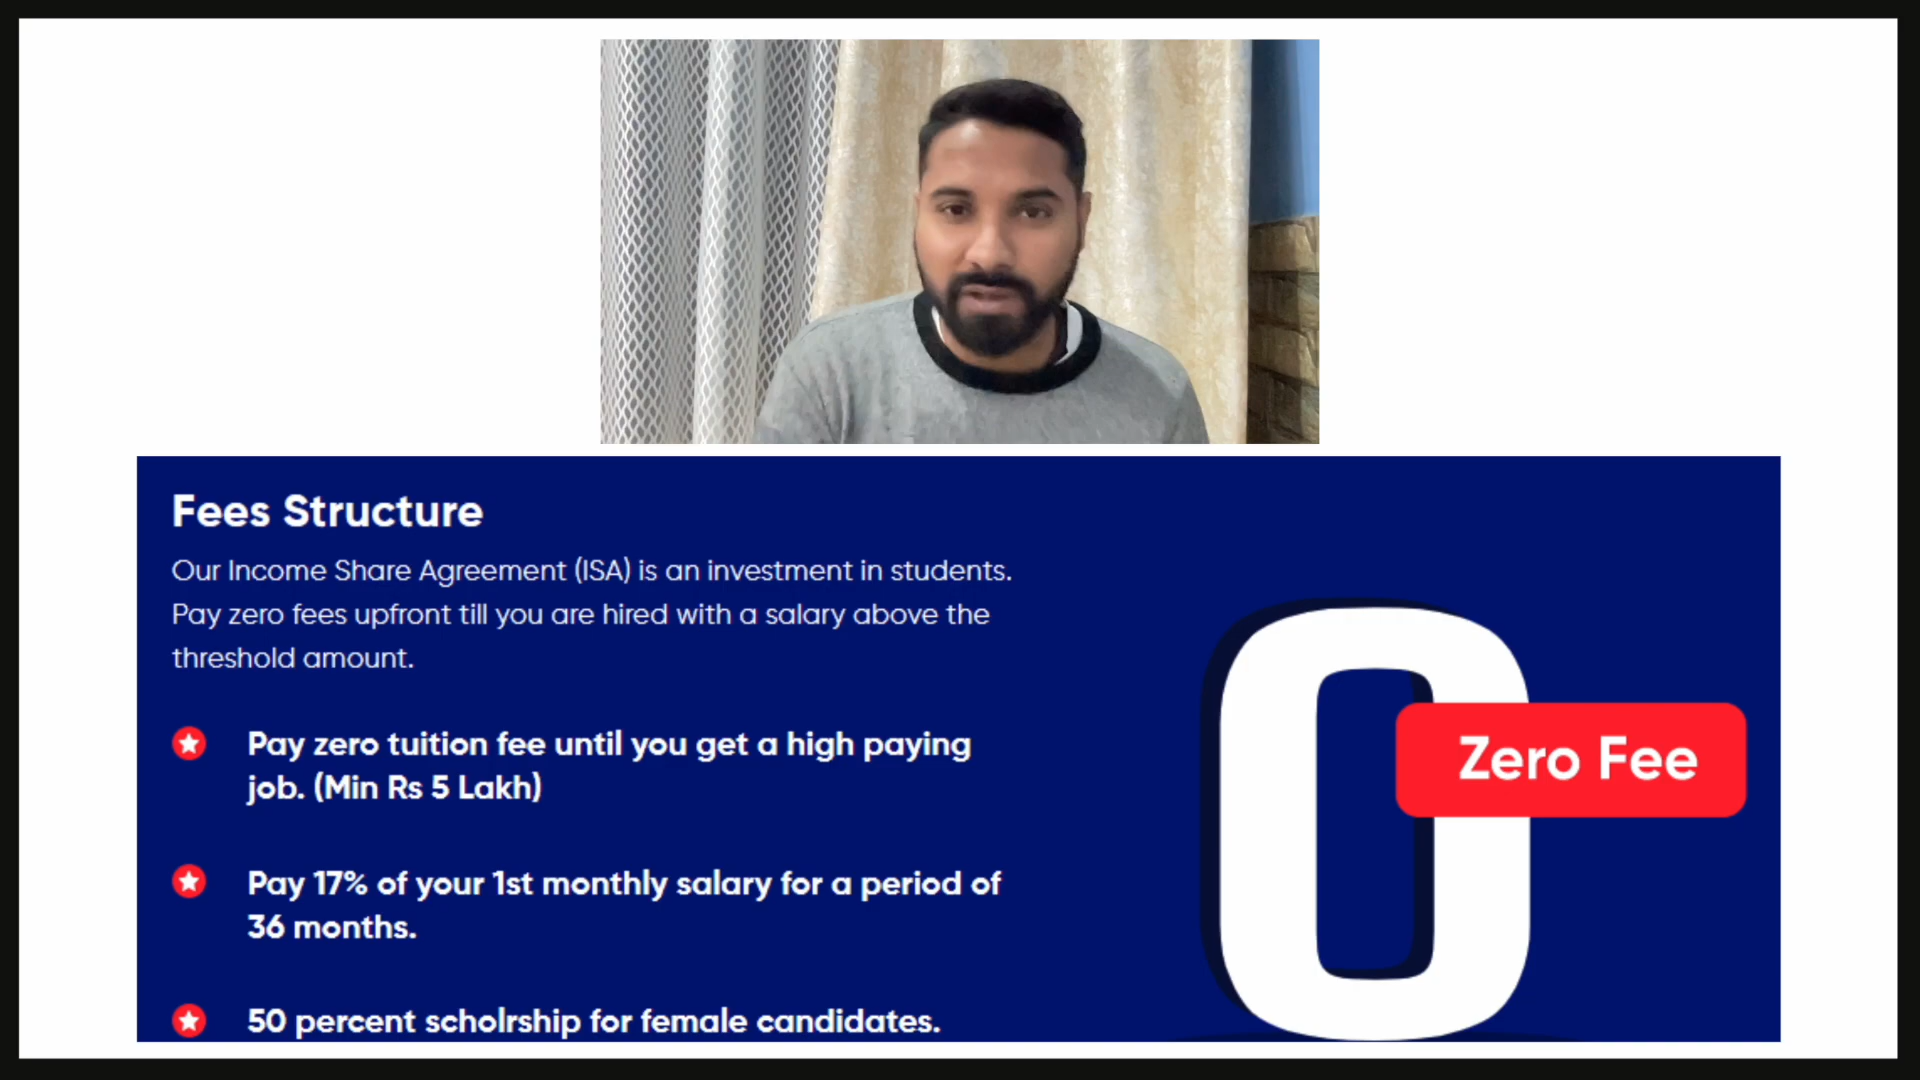 Fees Structure
Our Income Share Agreement (ISA) is an investment in students.
Pay zero fees upfront till you are hired with a salary above the
threshold amount.
Pay zero tuition fee until you get a high paying
job. (Min Rs 5 Lakh)
Pay 17% of your 1st monthly salary for a period of
36 months.
50 percent scholrship for female candidates.
0
Zero Fee